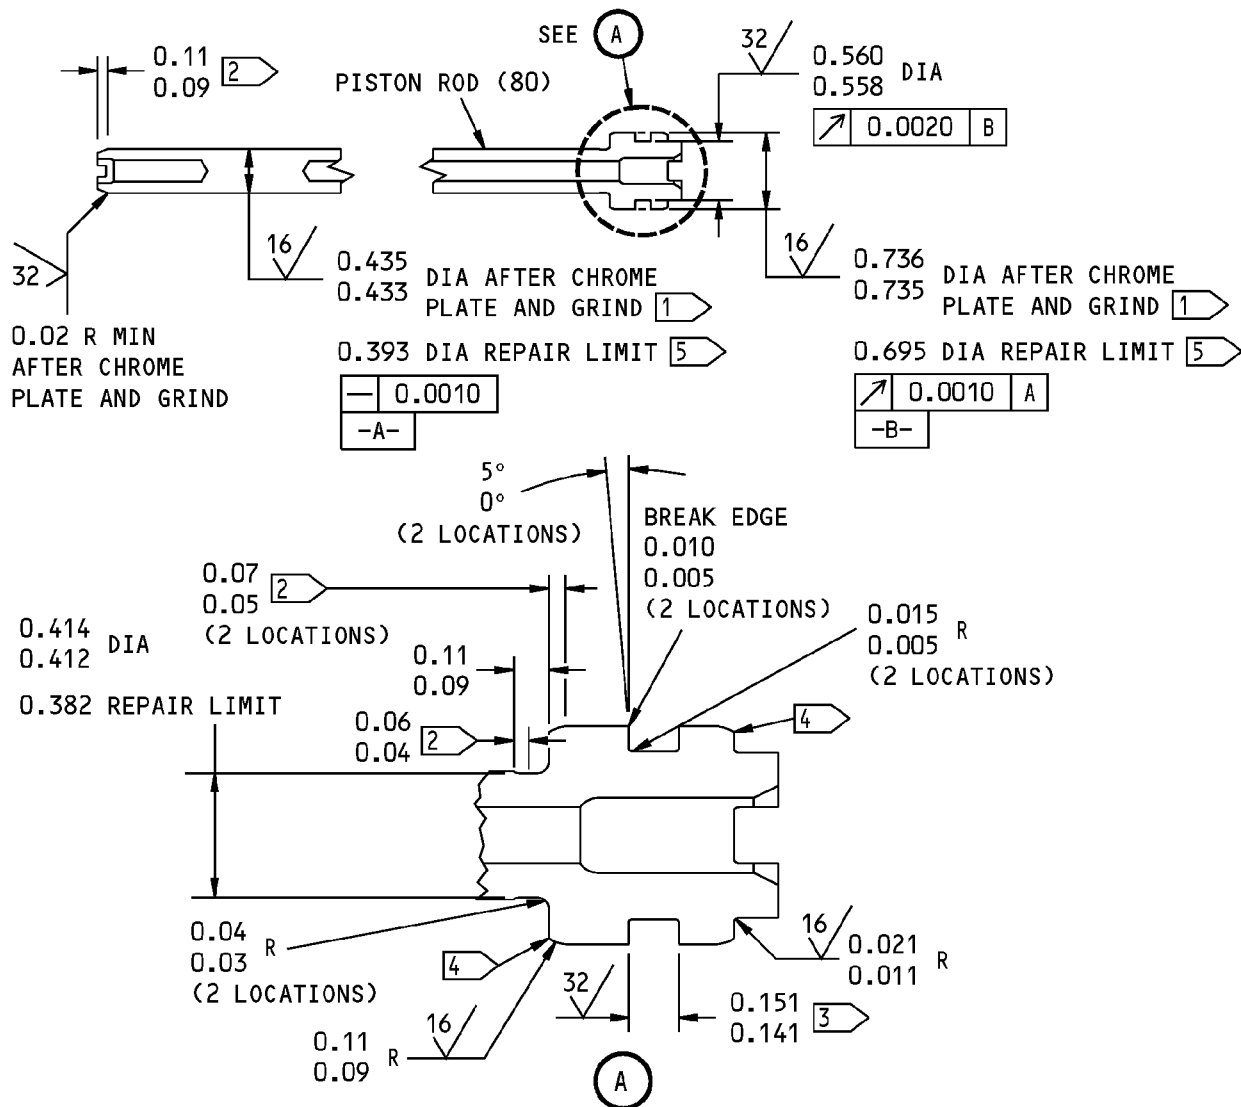 SEE A
0.11
0.09 2
PISTON ROD (80)
32
0.560
0.558 DIA
0.0020 B
32
0.02 R MIN
AFTER CHROME
PLATE AND GRIND
16
0.435
0.433 DIA AFTER CHROME
PLATE AND GRIND 1
0.393 DIA REPAIR LIMIT 5
— 0.0010
-A-
16
0.736
0.735 DIA AFTER CHROME
PLATE AND GRIND 1
0.695 DIA REPAIR LIMIT 5
0.0010 A
-B-
5°
0°
(2 LOCATIONS)
BREAK EDGE
0.010
0.005
(2 LOCATIONS)
0.07
0.05 2
(2 LOCATIONS)
0.015
0.005 R
(2 LOCATIONS)
0.414
0.412 DIA
0.382 REPAIR LIMIT
0.11
0.09
0.06
0.04 2
4
0.04
0.03 R
(2 LOCATIONS)
4
16
0.11
0.09 R
32
0.151
0.141 3
16
0.021
0.011 R
A